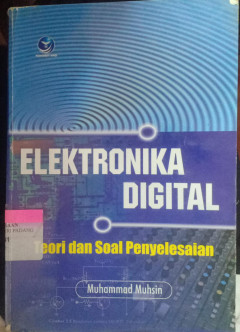 ELEKTRONIKA
DIGITAL
Teori dan Soal Penyelesaian
Muhammad Muhsin